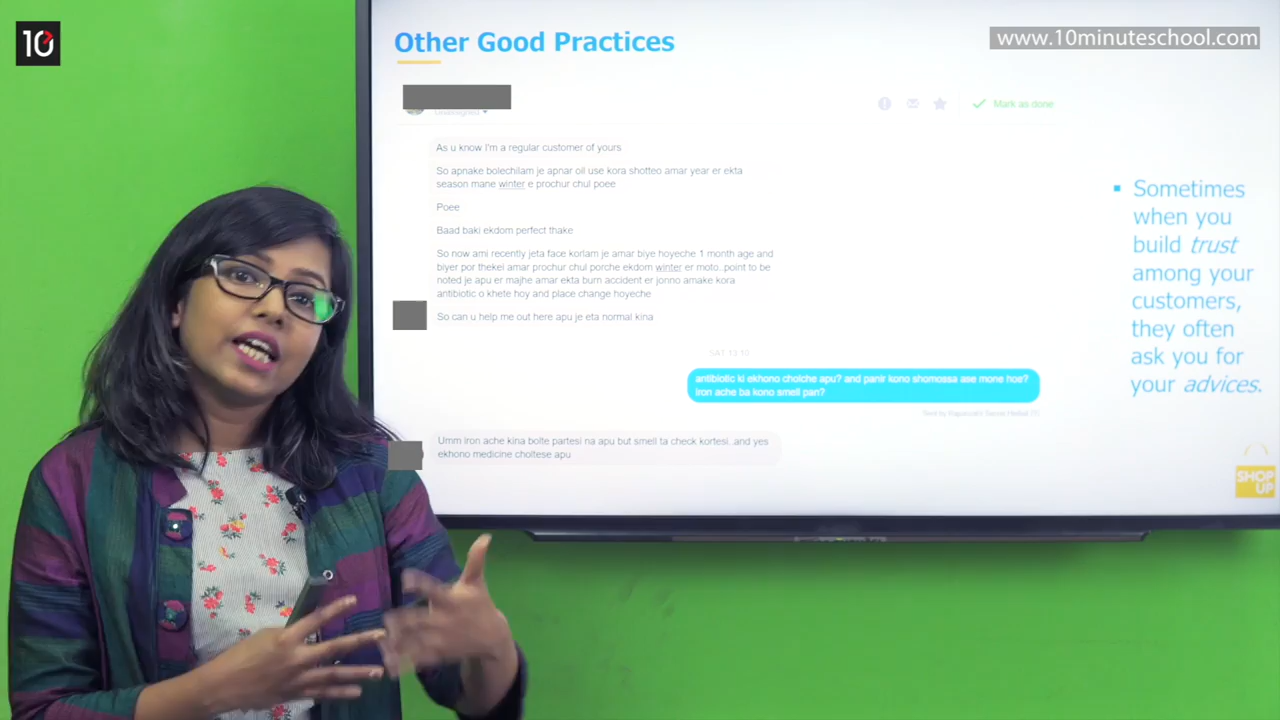 10
www.10minuteschool.com
Other Good Practices
Mark as done
As u know I'm a regular customer of yours
So apnake bolechilam je apnar oil use kora shotteo amar year er ekta
season mane winter e prochur chul poee
Poee
Baad baki ekdom perfect thake
So now ami recently jeta face korlam je amar biye hoyeche 1 month age and
biyer por thekei amar prochur chul porche ekdom winter er moto..point to be
noted je apu er majhe amar ekta burn accident er jonno amake kora
antibiotic o khete hoy and place change hoyeche
So can u help me out here apu je eta normal kina
SAT 13:10
antibiotic ki ekhono cholche apu? and panir kono shomossa ase mone hoe?
Iron ache ba kono smell pan?
Sent by
Umm iron ache kina bolte partesi na apu but smell ta check kortesi..and yes
ekhono medicine choltese apu
Sometimes
when you
build trust
among your
customers,
they often
ask you for
your advices.
SHOP
UP